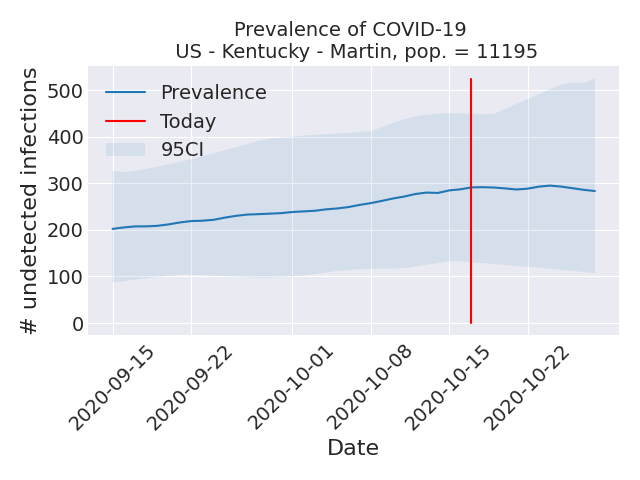 Prevalence of COVID-19
US - Kentucky - Martin, pop. = 11195
# undetected infections
500
400
300
200
100
0
Prevalence
Today
95CI
2020-09-15
2020-09-22
2020-10-01
2020-10-08
2020-10-15
2020-10-22
Date